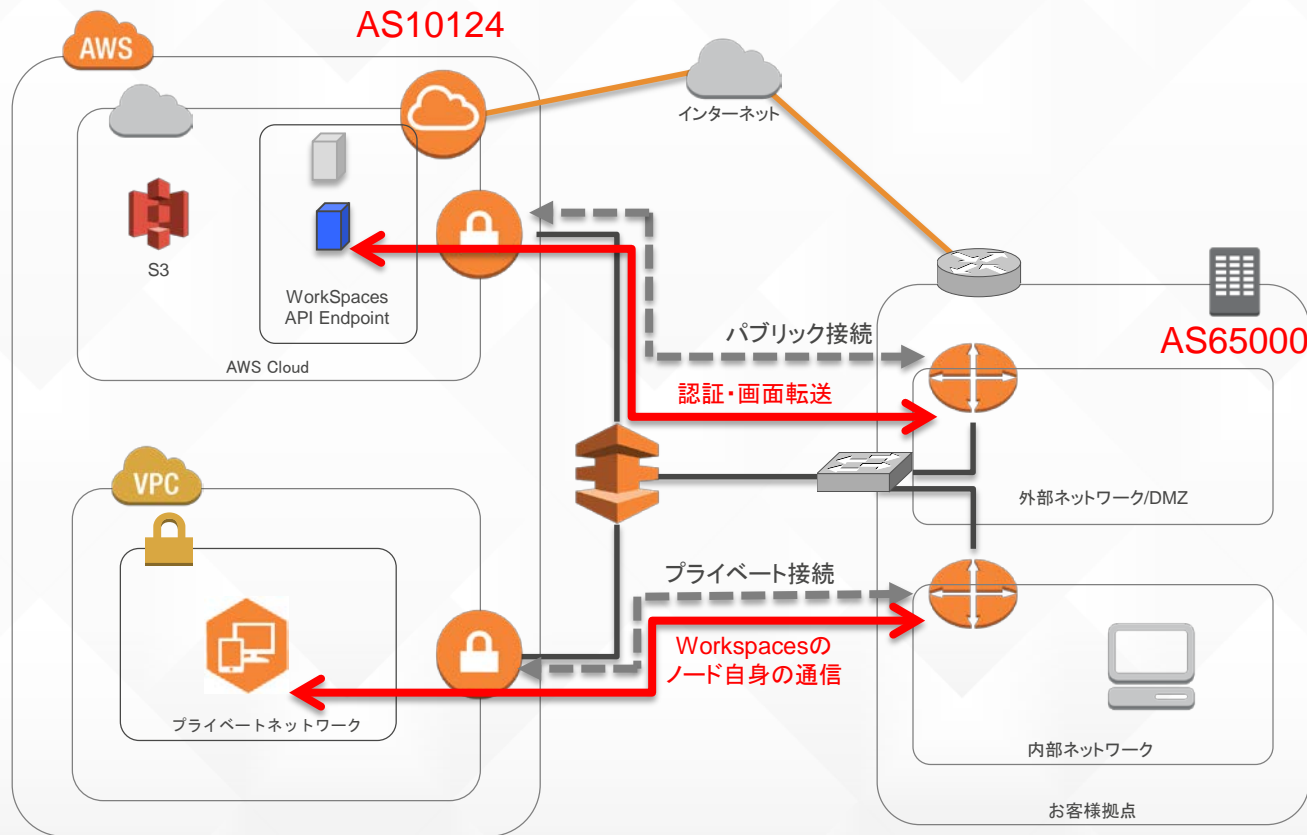 AS10124
AWS
インターネット
S3
WorkSpaces
API Endpoint
AWS Cloud
パブリック接続
AS65000
認証・画面転送
外部ネットワーク/DMZ
VPC
プライベート接続
Workspacesの
ノード自身の通信
プライベートネットワーク
内部ネットワーク
お客様拠点